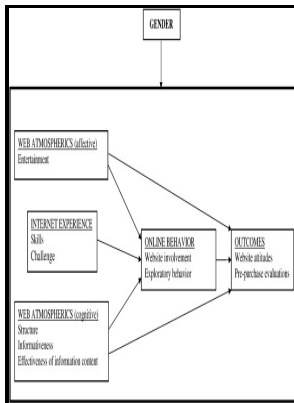 GENDER
WEB ATMOSPHERICS (affective)
Entertainment
INTERNET EXPERIENCE
Skills
Challenge
ONLINE BEHAVIOR
Website involvement
Exploratory behavior
OUTCOMES
Website attitudes
Pre-purchase evaluations
WEB ATMOSPHERICS (cognitive)
Structure
Informativeness
Effectiveness of information content